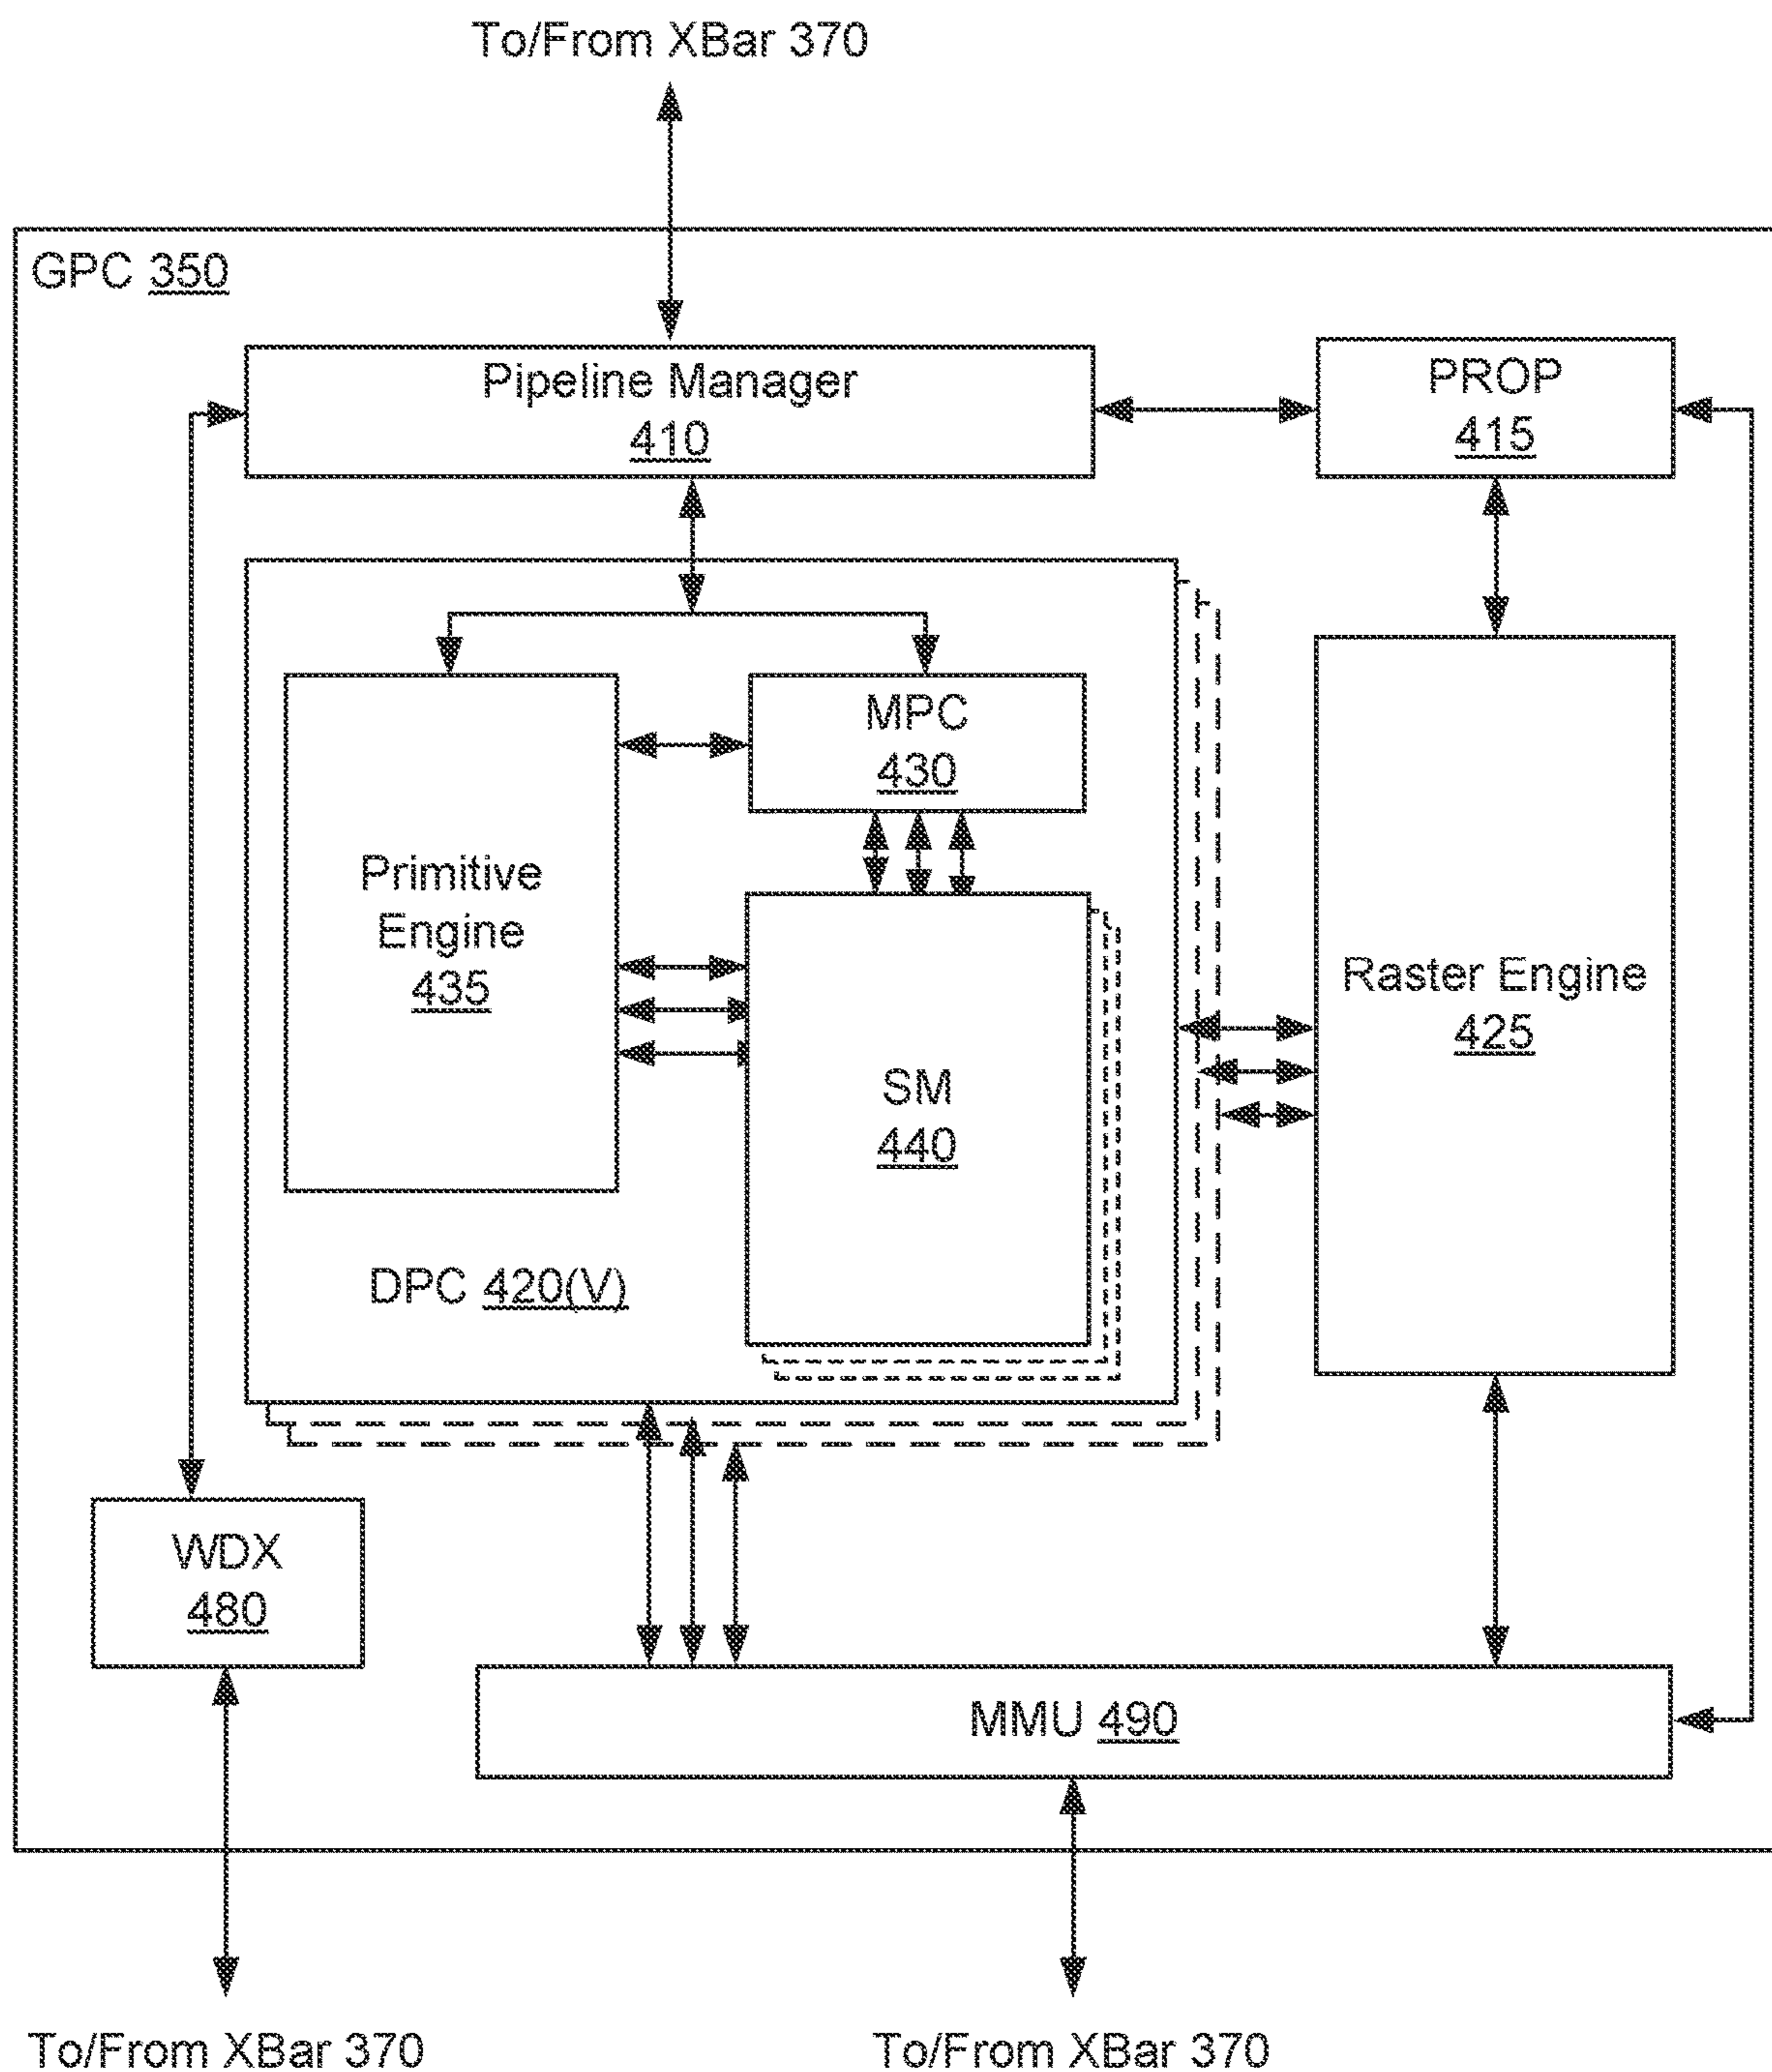 To/From XBar 370
GPC 350
Pipeline Manager
410
PROP
415
MPC
430
Primitive
Engine
435
Raster Engine
425
SM
440
DPC 420(V)
WDX
480
MMU 490
To/From XBar 370
To/From XBar 370